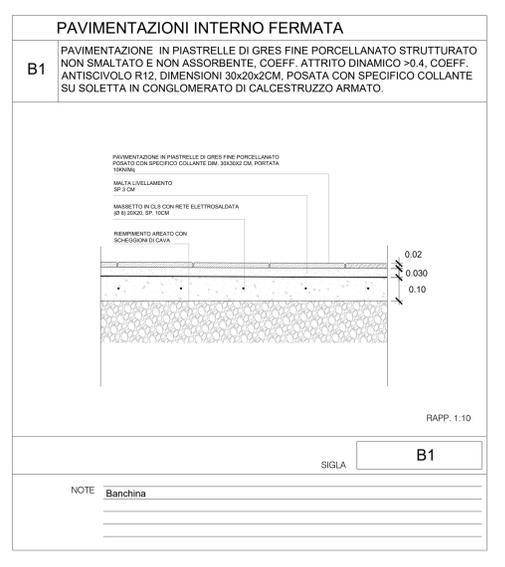 PAVIMENTAZIONI INTERNO FERMATA
B1
PAVIMENTAZIONE IN PIASTRELLE DI GRES FINE PORCELLANATO STRUTTURATO
NON SMALTATO E NON ASSORBENTE, COEFF. ATTRITO DINAMICO >0.4, COEFF.
ANTISCIVOLO R12, DIMENSIONI 30x20x2CM, POSATA CON SPECIFICO COLLANTE
SU SOLETTA IN CONGLOMERATO DI CALCESTRUZZO ARMATO.
PAVIMENTAZIONE IN PIASTRELLE DI GRES FINE PORCELLANATO
POSATO CON SPECIFICO COLLANTE DIM. 30X30X2 CM, PORTATA
10KN/Mq
MALTA LIVELLAMENTO
SP 3 CM
MASSETTO IN CLS CON RETE ELETTROSALDATA
(Ø 8) 20X20, SP. 10CM
RIEMPIMENTO AREATO CON
SCHEGGIONI DI CAVA
0.02
0.030
0.10
RAPP. 1:10
SIGLA
B1
NOTE
Banchina